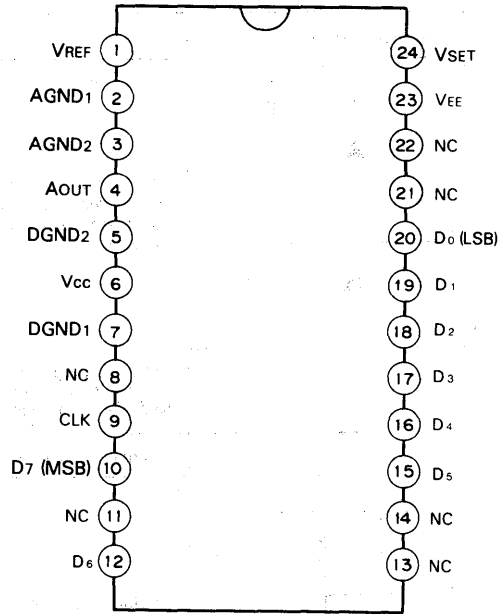 VREF 1 24 VSET
AGND1 2 23 VEE
AGND2 3 22 NC
AOUT 4 21 NC
DGND2 5 20 D0 (LSB)
Vcc 6 19 D1
DGND1 7 18 D2
NC 8 17 D3
CLK 9 16 D4
D7 (MSB) 10 15 D5
NC 11 14 NC
D6 12 13 NC